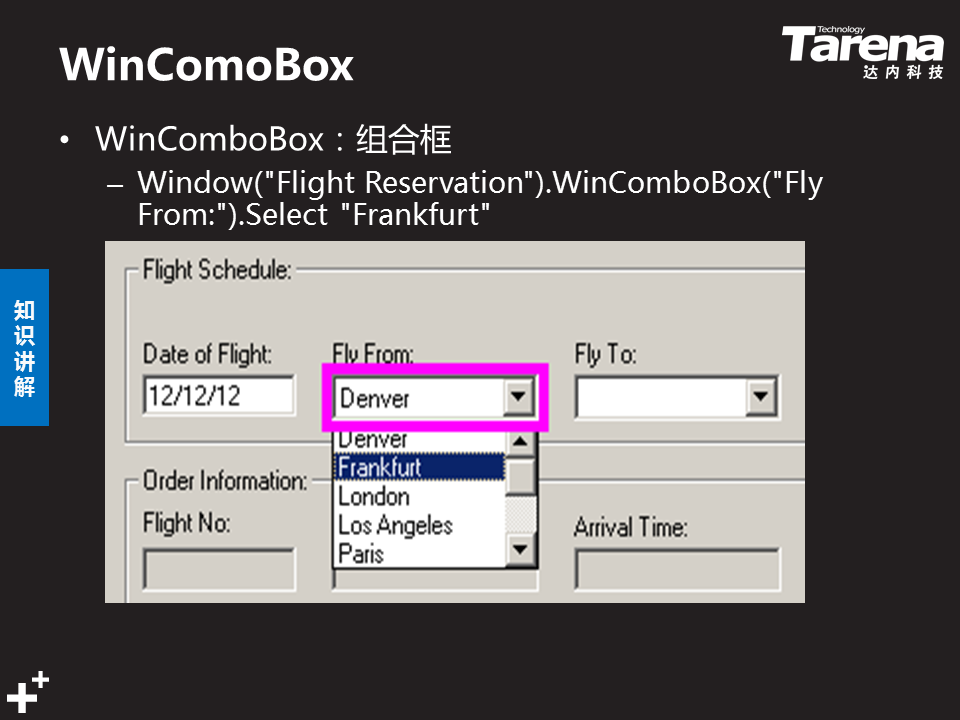 WinComoBox
Technology
Tarena
达内科技
• WinComboBox：组合框
– Window("Flight Reservation").WinComboBox("Fly
From:").Select "Frankfurt"
知
识
讲
解
Flight Schedule:
Date of Flight:
Fly From:
Fly To:
12/12/12
Denver
Denver
Frankfurt
London
Los Angeles
Paris
Order Information:
Flight No:
Arrival Time: